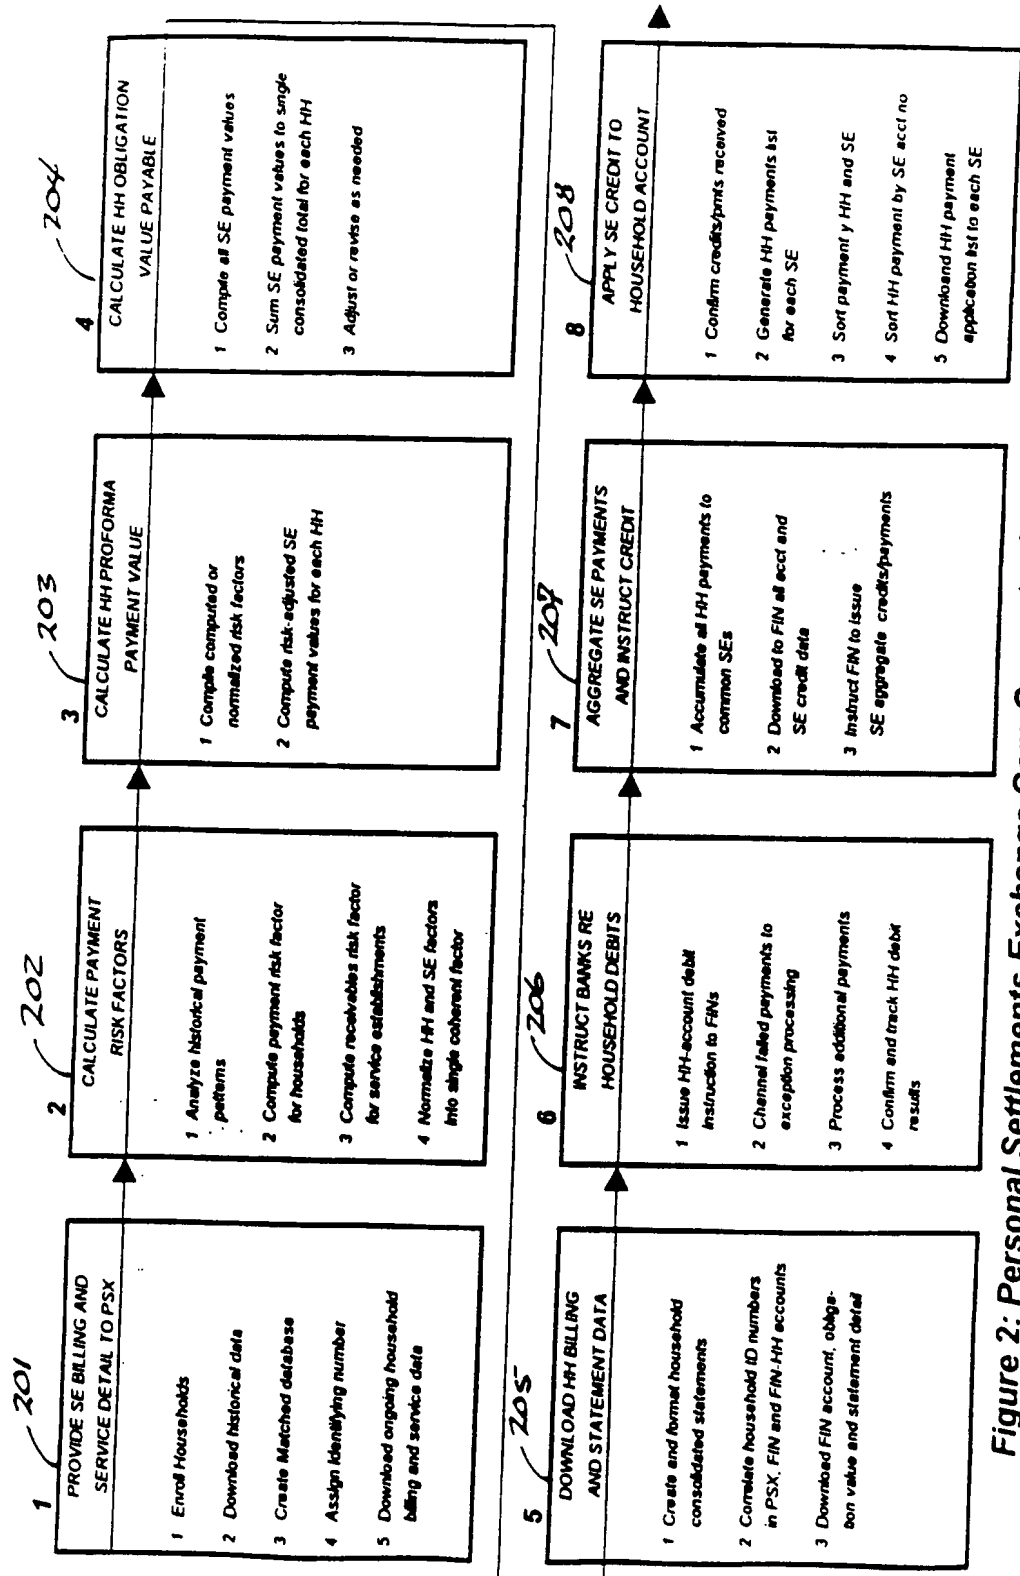 201
1
PROVIDE SE BILLING AND
SERVICE DETAIL TO PSX
1 Enroll Households
2 Download historical data
3 Create Matched database
4 Assign identifying number
5 Download ongoing household
billing and service data
202
2
CALCULATE PAYMENT
RISK FACTORS
1 Analyze historical payment
patterns
2 Compute payment risk factor
for households
3 Compute receivables risk factor
for service establishments
4 Normalize HH and SE factors
into single coherent factor
203
3
CALCULATE HH PROFORMA
PAYMENT VALUE
1 Compile computed or
normalized risk factors
2 Compute risk-adjusted SE
payment values for each HH
204
4
CALCULATE HH OBLIGATION
VALUE PAYABLE
1 Compile all SE payment values
2 Sum SE payment values to single
consolidated total for each HH
3 Adjust or revise as needed
205
5
DOWNLOAD HH BILLING
AND STATEMENT DATA
1 Create and format household
consolidated statements
2 Correlate household ID numbers
in PSX, FIN and FIN-HH accounts
3 Download FIN account, obliga-
tion value and statement detail
206
6
INSTRUCT BANKS RE
HOUSEHOLD DEBITS
1 Issue HH-account debit
instruction to FINs
2 Channel failed payments to
exception processing
3 Process additional payments
4 Confirm and track HH debit
results
207
7
AGGREGATE SE PAYMENTS
AND INSTRUCT CREDIT
1 Accumulate all HH payments to
common SEs
2 Download to FIN all acct and
SE credit data
3 Instruct FIN to issue
SE aggregate credits/payments
208
8
APPLY SE CREDIT TO
HOUSEHOLD ACCOUNT
1 Confirm credits/pmts received
2 Generate HH payments list
for each SE
3 Sort payment y HH and SE
4 Sort HH payment by SE acct no
5 Download HH payment
application list to each SE
Figure 2: Personal Settlements Exchange